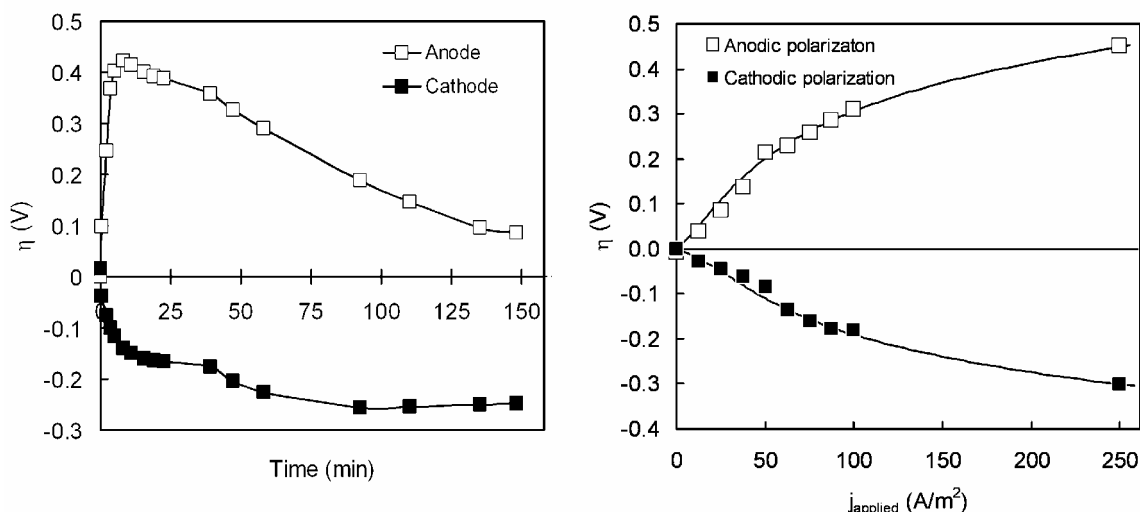 0.5
0.4
0.3
0.2
0.1
0
-0.1
-0.2
-0.3
η (V)
Anode
Cathode
0 25 50 75 100 125 150
Time (min)
0.5
0.4
0.3
0.2
0.1
0.0
-0.1
-0.2
-0.3
-0.4
η (V)
Anodic polarizaton
Cathodic polarization
0 50 100 150 200 250
japplied (A/m²)